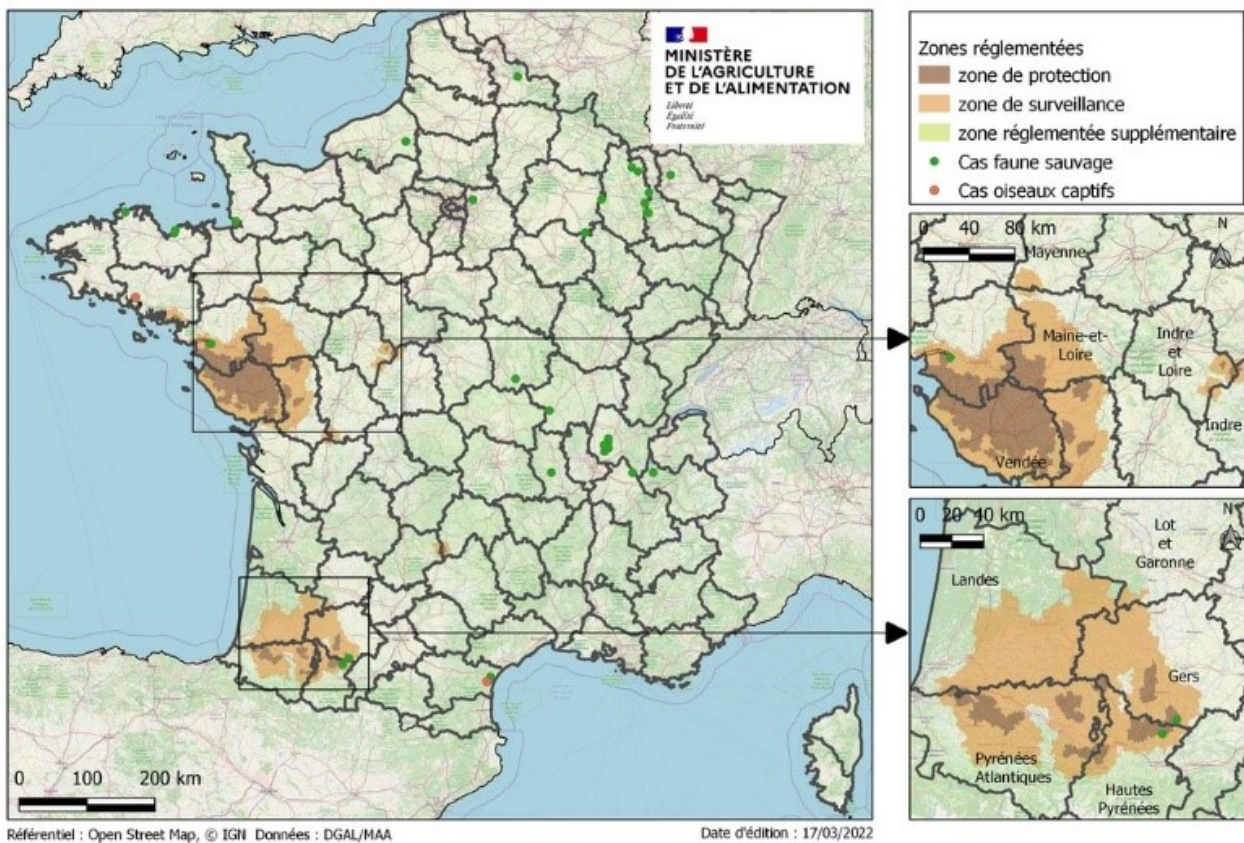 MINISTÈRE
DE L'AGRICULTURE
ET DE L'ALIMENTATION
Liberté
Égalité
Fraternité
0 100 200 km
Référentiel : Open Street Map, © IGN Données : DGAL/MAA
Date d'édition : 17/03/2022
Zones réglementées
zone de protection
zone de surveillance
zone réglementée supplémentaire
Cas faune sauvage
Cas oiseaux captifs
0 40 80 km
N
Mayenne
Maine-et-
Loire
Indre
et
Loire
Indre
Vendée
0 20 40 km
N
Lot
et
Garonne
Landes
Gers
Pyrénées
Atlantiques
Hautes
Pyrénées